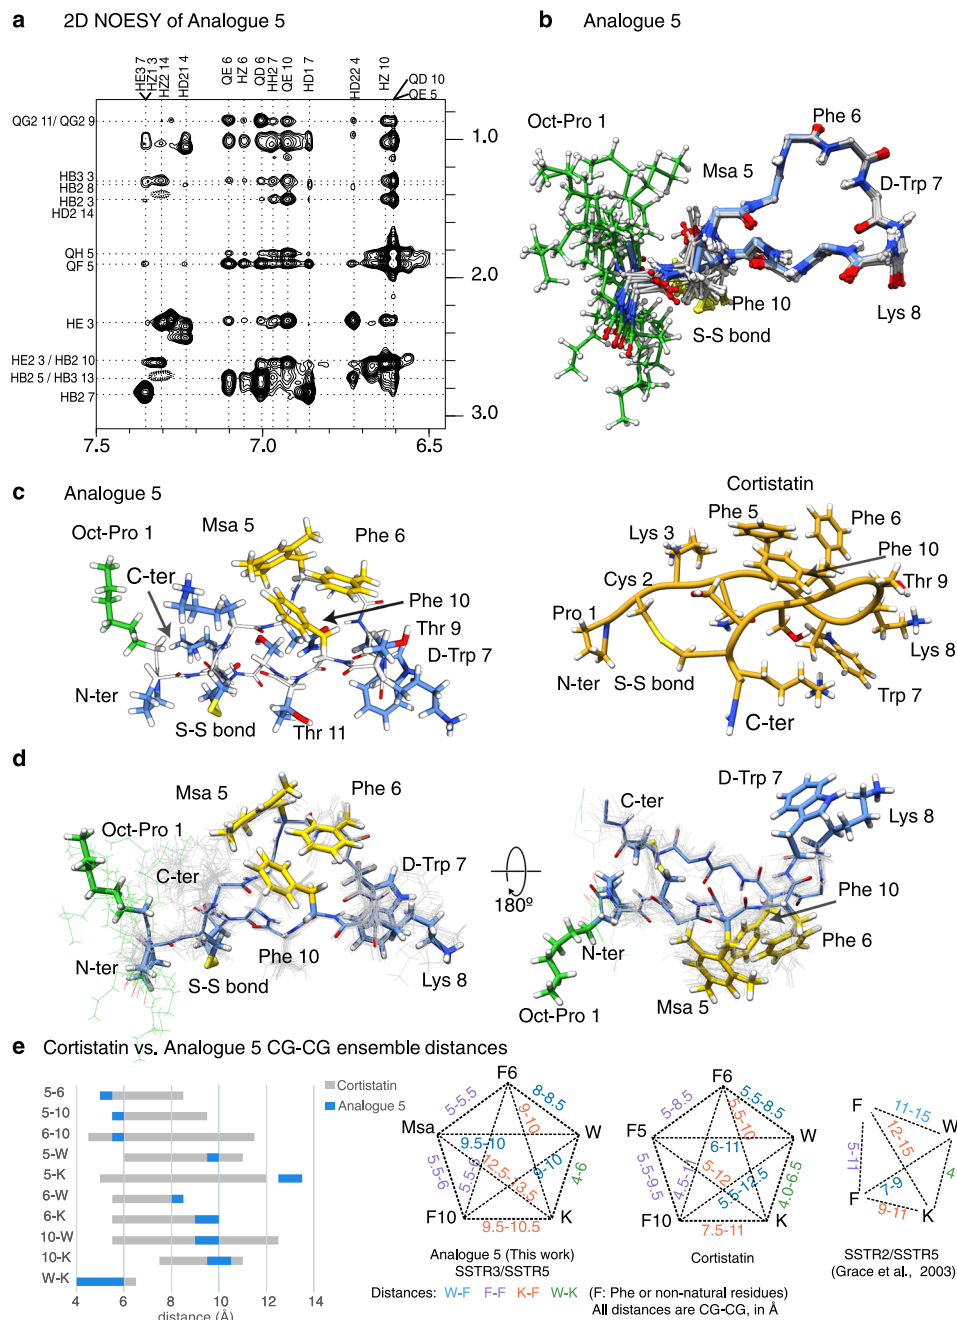 a 2D NOESY of Analogue 5
HE3 7
HZ1 3
HZ2 14
HD21 4
QE 6
HZ 6
QD 6
HH2 7
QE 10
HD1 7
HD22 4
HZ 10
QD 10
QE 5
QG2 11/ QG2 9
HB3 3
HB2 8
HB2 3
HD2 14
QH 5
QF 5
HE 3
HE2 3 / HB2 10
HB2 5 / HB3 13
HB2 7
1.0
2.0
3.0
7.5 7.0 6.5
b Analogue 5
Oct-Pro 1
Phe 6
Msa 5
D-Trp 7
Phe 10
S-S bond
Lys 8
c Analogue 5
Oct-Pro 1
Msa 5
Phe 6
C-ter
Phe 10
Thr 9
D-Trp 7
N-ter
S-S bond
Thr 11
Cortistatin
Phe 5
Phe 6
Lys 3
Phe 10
Cys 2
Thr 9
Pro 1
Lys 8
N-ter
S-S bond
Trp 7
C-ter
d
Msa 5
Phe 6
Oct-Pro 1
D-Trp 7
C-ter
N-ter
Phe 10
S-S bond
Lys 8
180º
D-Trp 7
C-ter
Lys 8
Phe 10
N-ter
Phe 6
Oct-Pro 1
Msa 5
e Cortistatin vs. Analogue 5 CG-CG ensemble distances
5-6
5-10
6-10
5-W
5-K
6-W
6-K
10-W
10-K
W-K
4 6 8 10 12 14
distance (Å)
Cortistatin
Analogue 5
F6
5-5.5
8-8.5
9-10
Msa
W
9.5-10
5.5-6
5.5-6
12.5-13.5
9-10
4-6
F10
K
9.5-10.5
Analogue 5 (This work)
SSTR3/SSTR5
F6
5-8.5
5.5-8.5
5.5-10
F5
W
6-11
5.5-9.5
4.5-11
5-12
5.5-12.5
4.0-6.5
F10
K
7.5-11
Cortistatin
F
11-15
W
12-15
5-11
7-9
4
F
K
9-11
SSTR2/SSTR5
(Grace et al., 2003)
Distances: W-F F-F K-F W-K (F: Phe or non-natural residues)
All distances are CG-CG, in Å